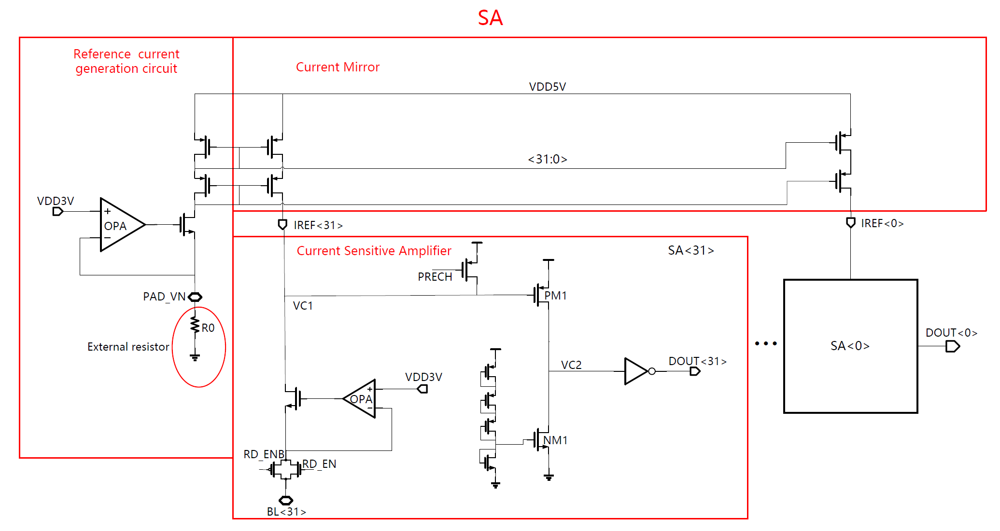 SA
Reference current
generation circuit
Current Mirror
VDD5V
<31:0>
VDD3V
+
OPA
−
IREF<31>
IREF<0>
Current Sensitive Amplifier
SA<31>
PRECH
PM1
PAD_VN
VC1
R0
External resistor
DOUT<0>
SA<0>
VC2
DOUT<31>
VDD3V
+
OPA
−
NM1
RD_ENB
RD_EN
BL<31>